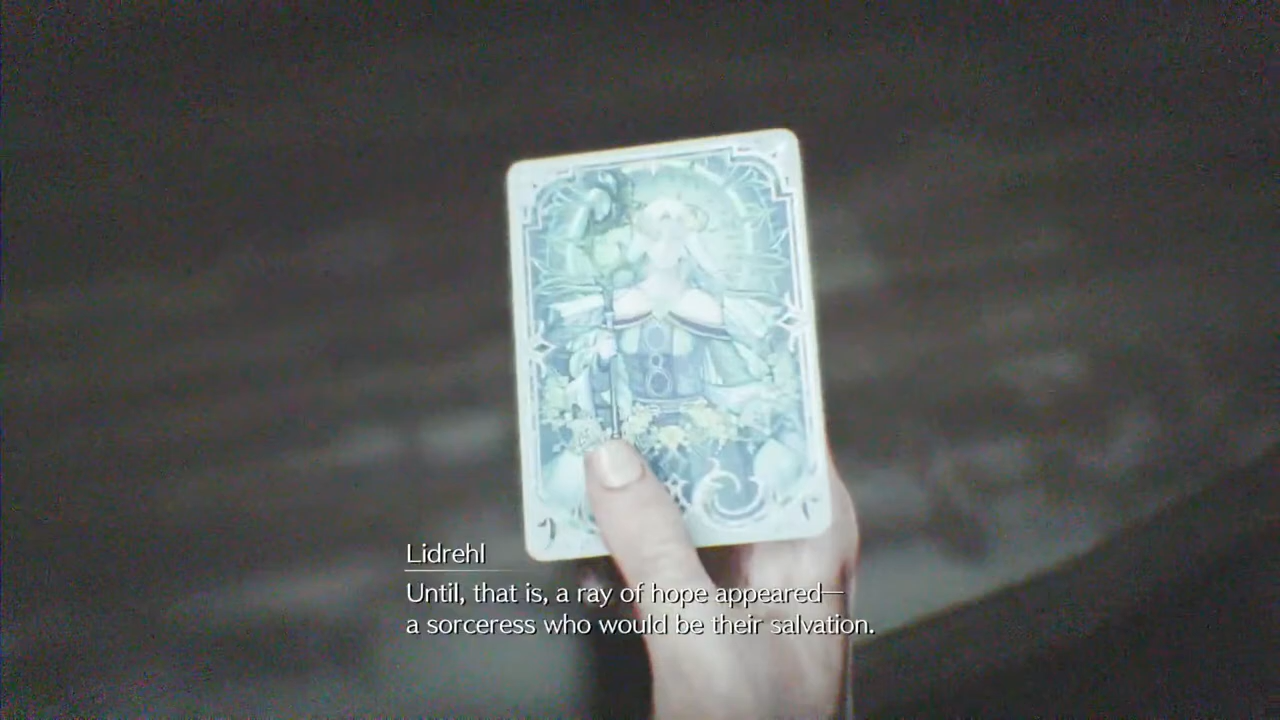 Lidrehl
Until, that is, a ray of hope appeared—
a sorceress who would be their salvation.